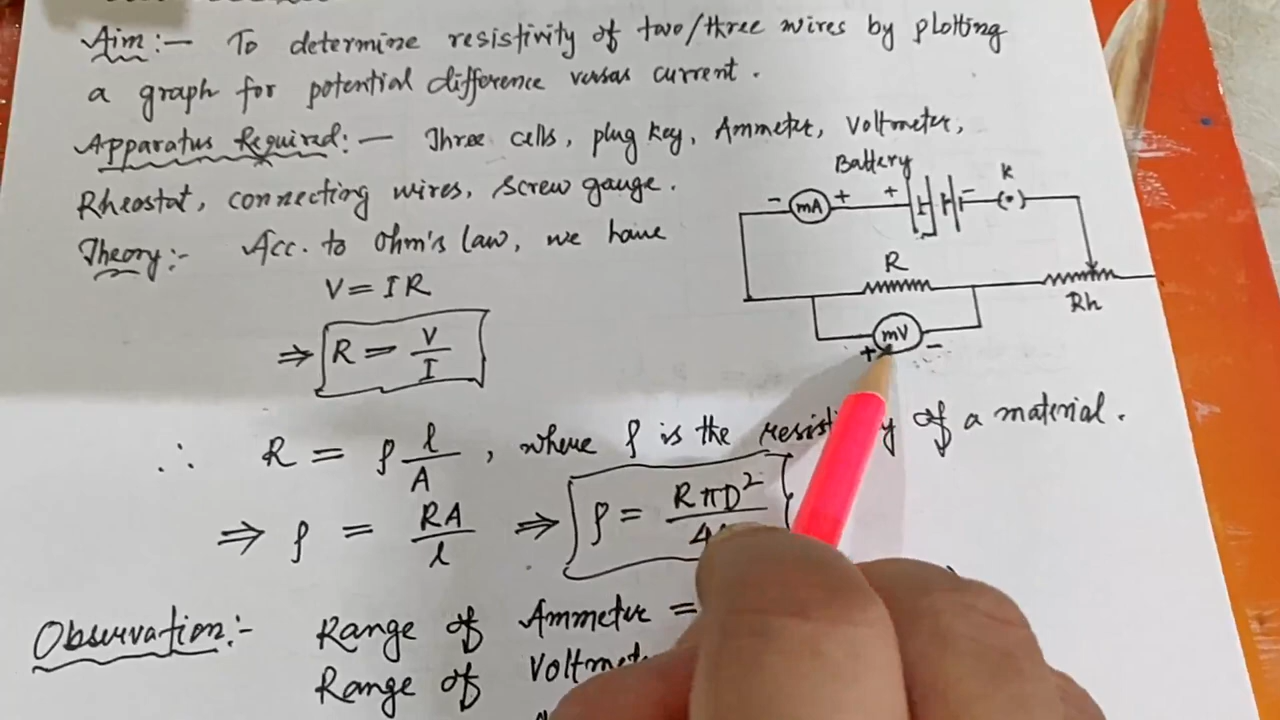 Aim:- To determine resistivity of two/three wires by plotting
a graph for potential difference versus current.
Apparatus Required:- Three cells, plug key, Ammeter, Voltmeter,
Rheostat, connecting wires, screw gauge.
Battery
K
- mA + + -
R
Rh
mV
+ -
Theory:- Acc. to Ohm's law, we have
V = IR
⇒ R = V/I
∴ R = ρ l/A, where ρ is the of a material.
⇒ ρ = RA/l ⇒ ρ = RπD²/4
Observation:- Range of Ammeter =
Range of